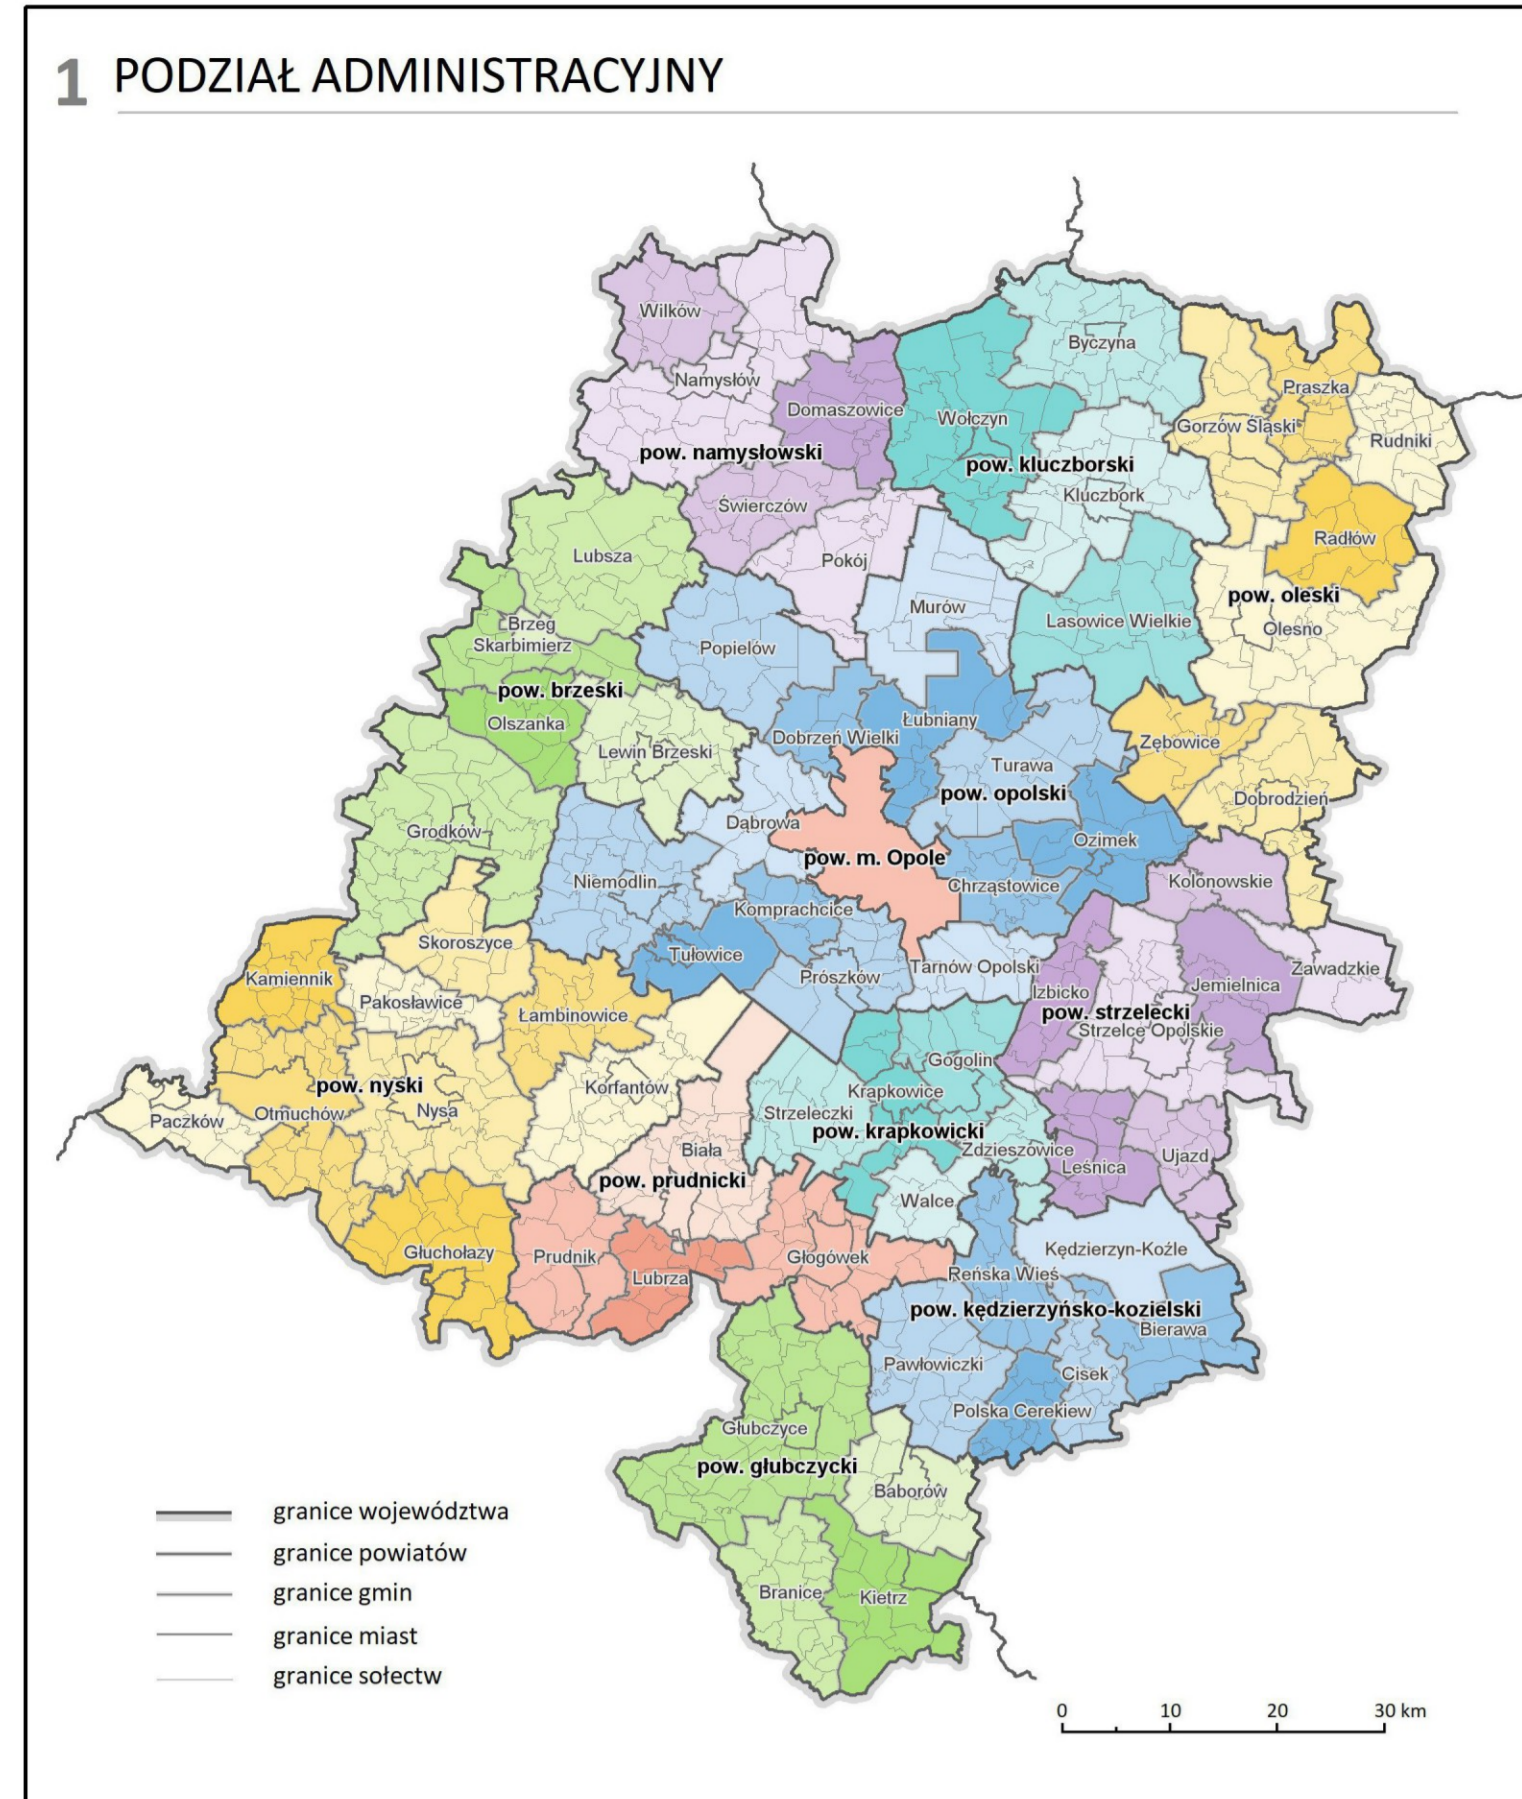 1 PODZIAŁ ADMINISTRACYJNY
Wilków
Byczyna
Namysłów
Praszka
Domaszowice
Wołczyn
Gorzów Śląski
Rudniki
pow. namysłowski
pow. kluczborski
Kluczbork
Świerczów
Radłów
Lubsza
Pokój
pow. oleski
Murów
Lasowice Wielkie
Brzeg
Olesno
Skarbimierz
Popielów
pow. brzeski
Olszanka
Łubniany
Dobrzeń Wielki
Zębowice
Lewin Brzeski
Turawa
pow. opolski
Dobrodzień
Dąbrowa
Grodków
Ozimek
pow. m. Opole
Niemodlin
Chrząstowice
Kolonowskie
Komprachcice
Skoroszyce
Tułowice
Tarnów Opolski
Zawadzkie
Kamiennik
Prószków
Jemielnica
Izbicko
Pakosławice
pow. strzelecki
Łambinowice
Strzelce Opolskie
Gogolin
pow. nyski
Korfantów
Krapkowice
Otmuchów
Nysa
Strzeleczki
Paczków
pow. krapkowicki
Biała
Zdzieszowice
Ujazd
Leśnica
pow. prudnicki
Walce
Głuchołazy
Prudnik
Głogówek
Kędzierzyn-Koźle
Lubrza
Reńska Wieś
pow. kędzierzyńsko-kozielski
Bierawa
Pawłowiczki
Cisek
Polska Cerekiew
Głubczyce
pow. głubczycki
Baborów
Branice
Kietrz
granice województwa
granice powiatów
granice gmin
granice miast
granice sołectw
0 10 20 30 km